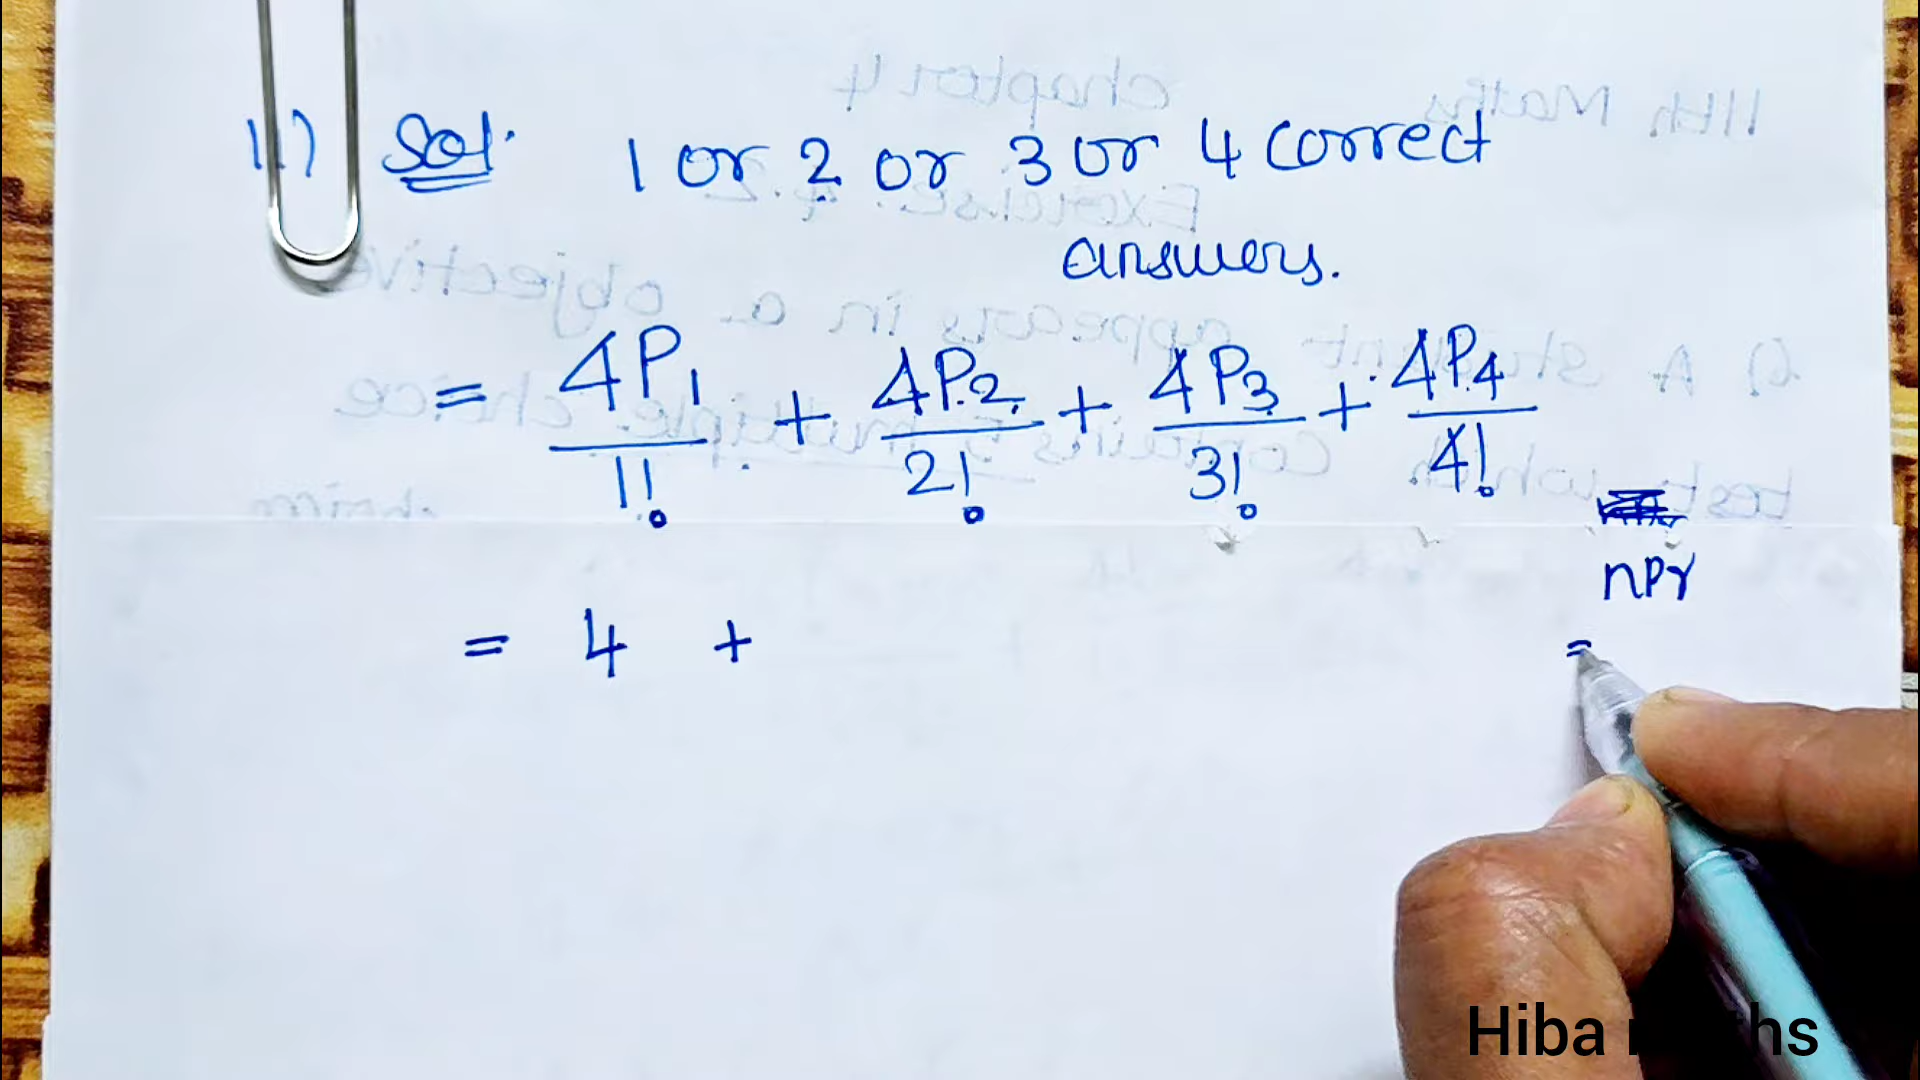 11) Sol. 1 or 2 or 3 or 4 correct
answers.
= 4P1/1! + 4P2/2! + 4P3/3! + 4P4/4!
nPr
= 4 + =
Hiba